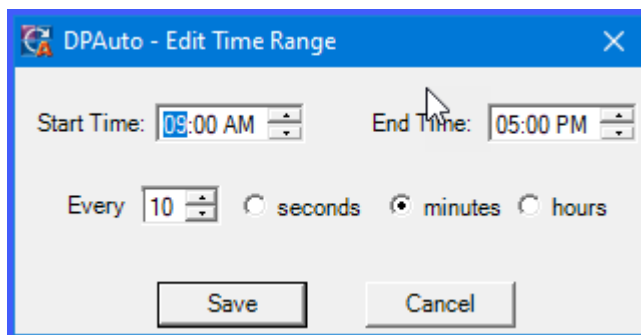 DPAuto - Edit Time Range
Start Time: 09:00 AM End Time: 05:00 PM
Every 10 seconds minutes hours
Save Cancel